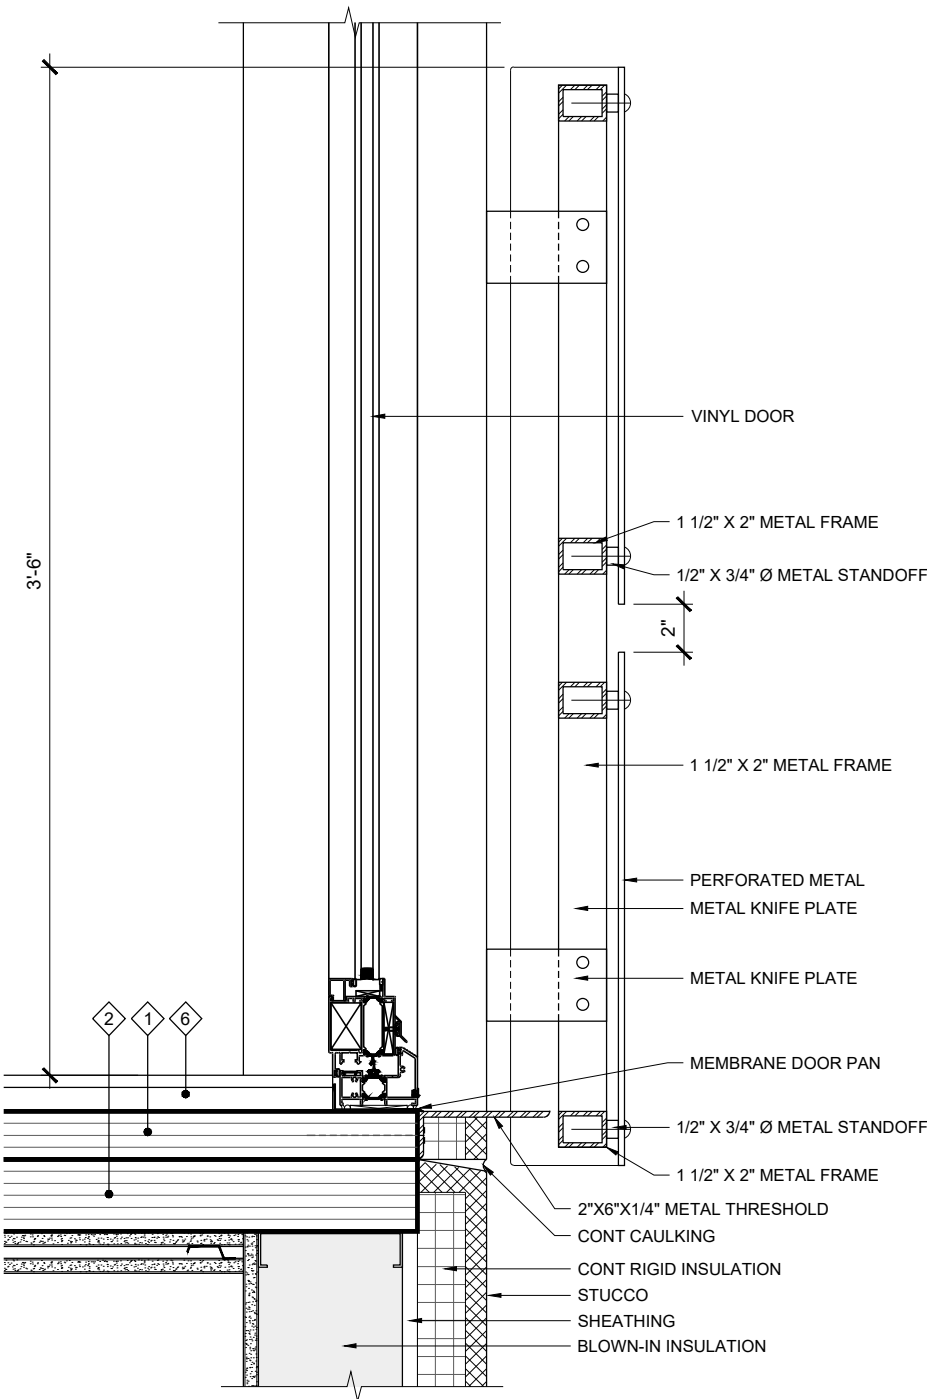 VINYL DOOR
1 1/2" X 2" METAL FRAME
3'-6"
1/2" X 3/4" Ø METAL STANDOFF
2"
1 1/2" X 2" METAL FRAME
PERFORATED METAL
METAL KNIFE PLATE
METAL KNIFE PLATE
2 1 6
MEMBRANE DOOR PAN
1/2" X 3/4" Ø METAL STANDOFF
1 1/2" X 2" METAL FRAME
2"X6"X1/4" METAL THRESHOLD
CONT CAULKING
CONT RIGID INSULATION
STUCCO
SHEATHING
BLOWN-IN INSULATION